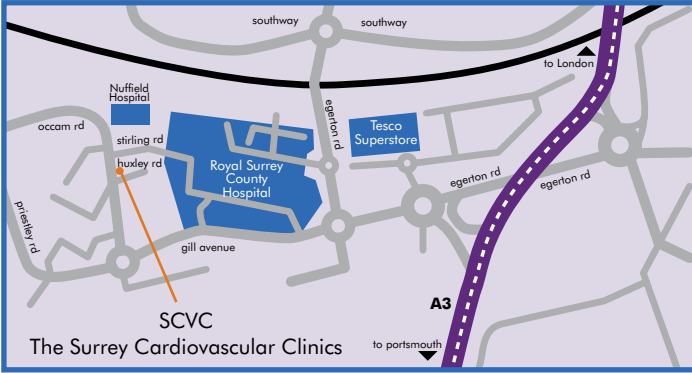 southway
southway
to London
Nuffield
Hospital
occam rd
egerton rd
Tesco
Superstore
stirling rd
huxley rd
Royal Surrey
County
Hospital
egerton rd
egerton rd
priestley rd
gill avenue
A3
SCVC
The Surrey Cardiovascular Clinics
to portsmouth